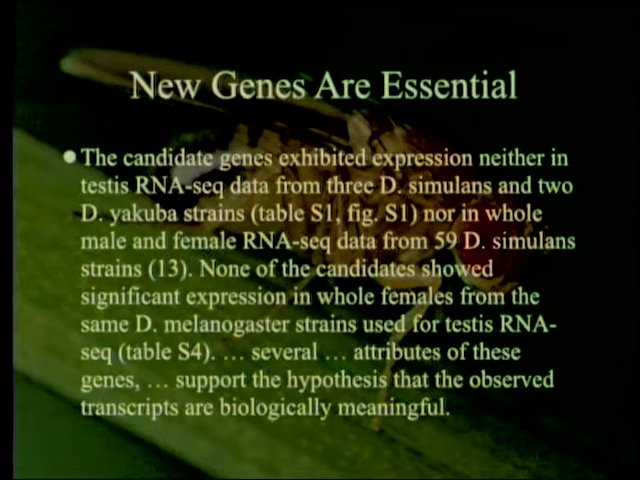 New Genes Are Essential
● The candidate genes exhibited expression neither in
testis RNA-seq data from three D. simulans and two
D. yakuba strains (table S1, fig. S1) nor in whole
male and female RNA-seq data from 59 D. simulans
strains (13). None of the candidates showed
significant expression in whole females from the
same D. melanogaster strains used for testis RNA-
seq (table S4). … several … attributes of these
genes, … support the hypothesis that the observed
transcripts are biologically meaningful.